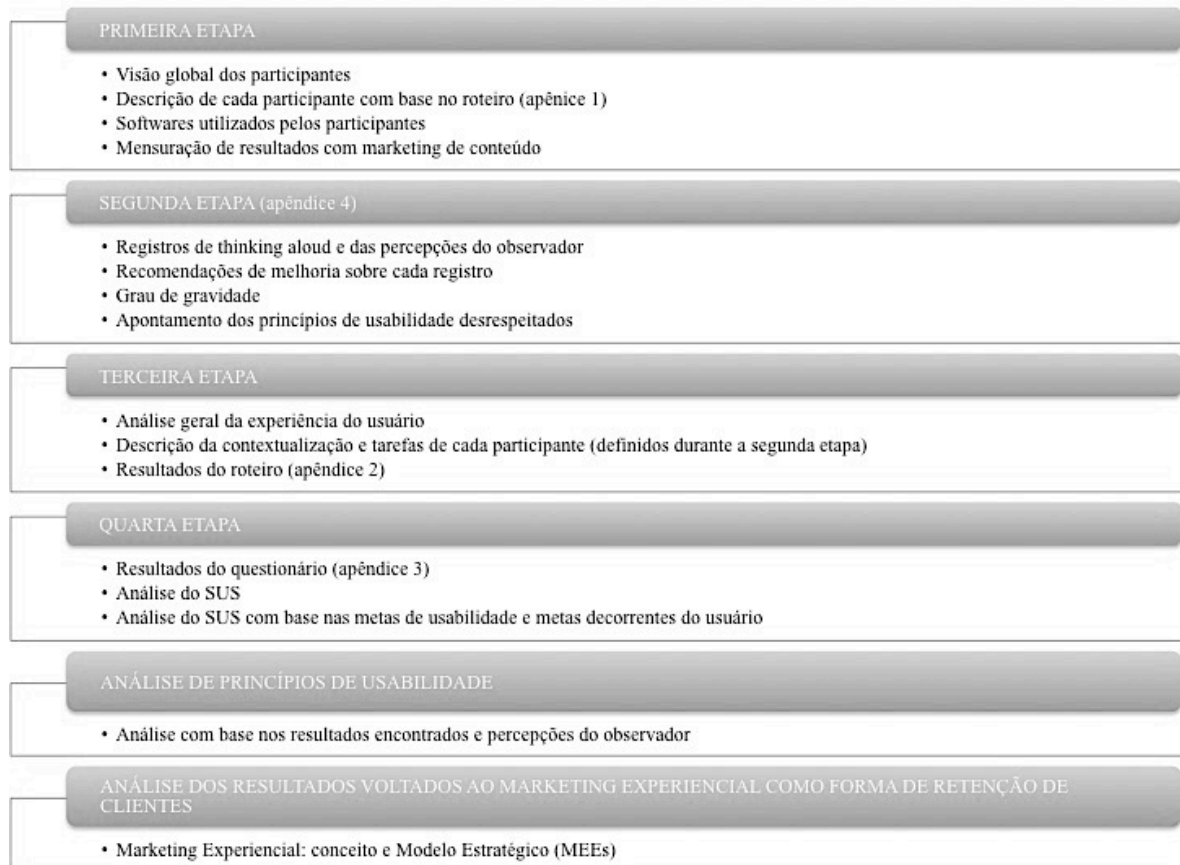 PRIMEIRA ETAPA
• Visão global dos participantes
• Descrição de cada participante com base no roteiro (apênice 1)
• Softwares utilizados pelos participantes
• Mensuração de resultados com marketing de conteúdo
SEGUNDA ETAPA (apêndice 4)
• Registros de thinking aloud e das percepções do observador
• Recomendações de melhoria sobre cada registro
• Grau de gravidade
• Apontamento dos princípios de usabilidade desrespeitados
TERCEIRA ETAPA
• Análise geral da experiência do usuário
• Descrição da contextualização e tarefas de cada participante (definidos durante a segunda etapa)
• Resultados do roteiro (apêndice 2)
QUARTA ETAPA
• Resultados do questionário (apêndice 3)
• Análise do SUS
• Análise do SUS com base nas metas de usabilidade e metas decorrentes do usuário
ANÁLISE DE PRINCÍPIOS DE USABILIDADE
• Análise com base nos resultados encontrados e percepções do observador
ANÁLISE DOS RESULTADOS VOLTADOS AO MARKETING EXPERIENCIAL COMO FORMA DE RETENÇÃO DE
CLIENTES
• Marketing Experiencial: conceito e Modelo Estratégico (MEEs)